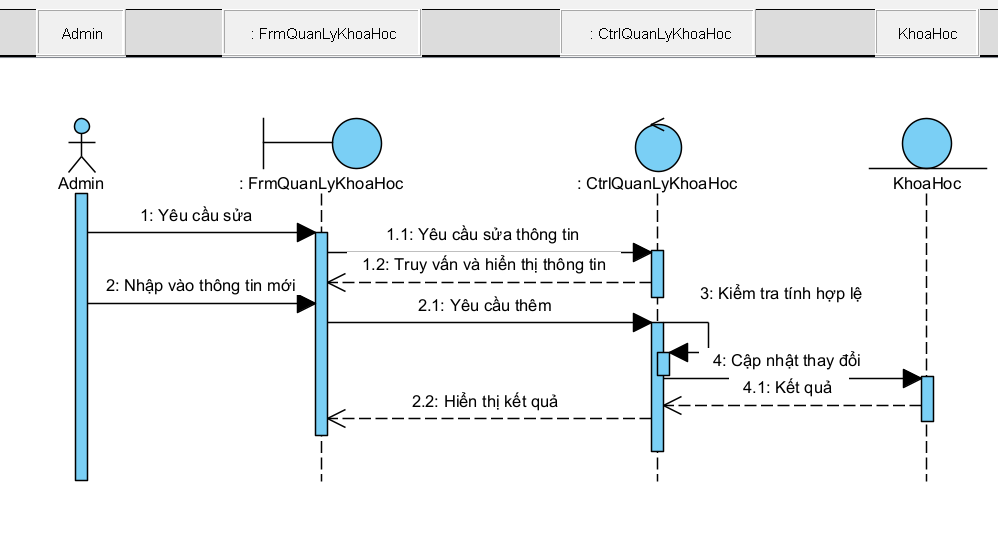 Admin
: FrmQuanLyKhoaHoc
: CtrlQuanLyKhoaHoc
KhoaHoc
Admin
: FrmQuanLyKhoaHoc
: CtrlQuanLyKhoaHoc
KhoaHoc
1: Yêu cầu sửa
1.1: Yêu cầu sửa thông tin
1.2: Truy vấn và hiển thị thông tin
2: Nhập vào thông tin mới
3: Kiểm tra tính hợp lệ
2.1: Yêu cầu thêm
4: Cập nhật thay đổi
4.1: Kết quả
2.2: Hiển thị kết quả